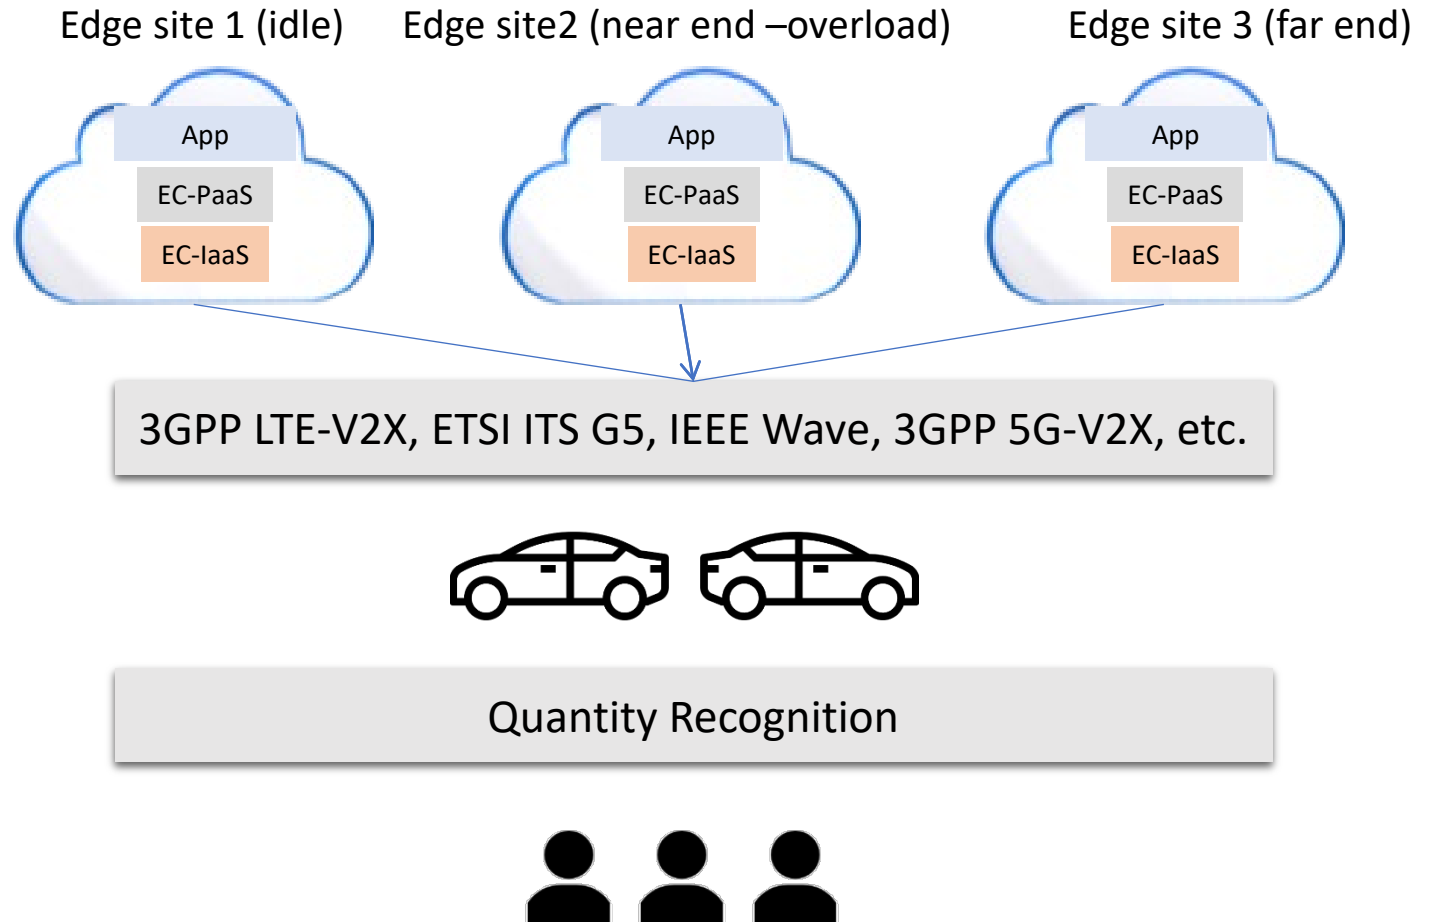 Edge site 1 (idle)
Edge site2 (near end –overload)
Edge site 3 (far end)
App
EC-PaaS
EC-IaaS
App
EC-PaaS
EC-IaaS
App
EC-PaaS
EC-IaaS
3GPP LTE-V2X, ETSI ITS G5, IEEE Wave, 3GPP 5G-V2X, etc.
Quantity Recognition